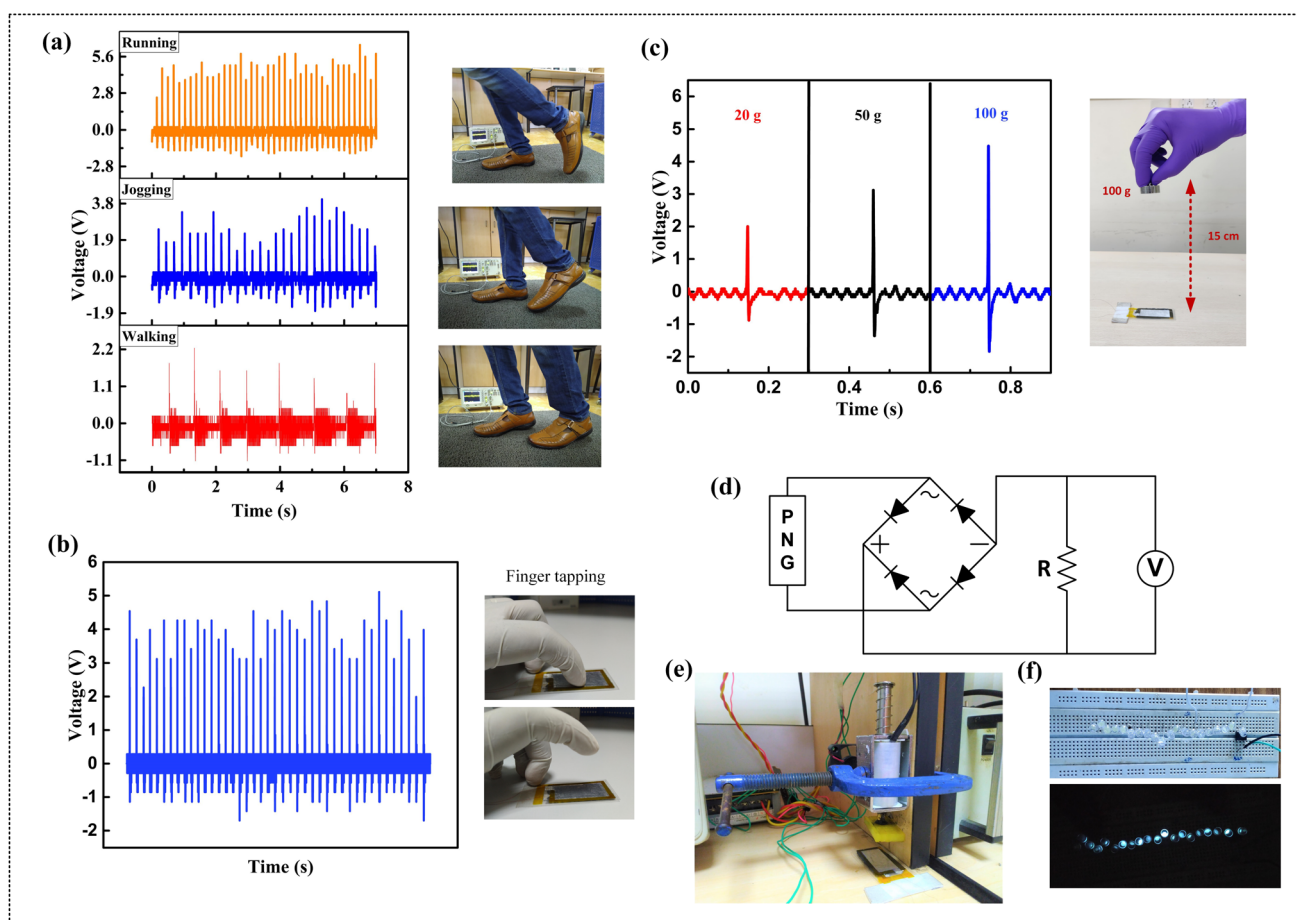 (a)
Running
5.6
2.8
0.0
-2.8
Jogging
3.8
1.9
0.0
-1.9
Walking
2.2
1.1
0.0
-1.1
Voltage (V)
0 2 4 6 8
Time (s)
(b)
6
5
4
3
2
1
0
-1
-2
Voltage (V)
Time (s)
Finger tapping
(c)
6
5
4
3
2
1
0
-1
-2
Voltage (V)
20 g 50 g 100 g
0.0 0.2 0.4 0.6 0.8
Time (s)
100 g
15 cm
(d)
P
N
G
~
+ −
~
R
V
(e)
(f)